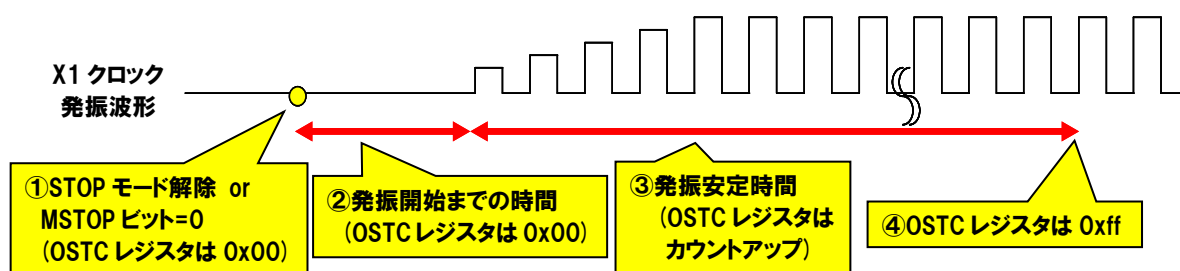 X1 クロック
発振波形
①STOP モード解除 or
MSTOP ビット=0
(OSTC レジスタは 0x00)
②発振開始までの時間
(OSTC レジスタは 0x00)
③発振安定時間
(OSTC レジスタは
カウントアップ)
④OSTC レジスタは 0xff